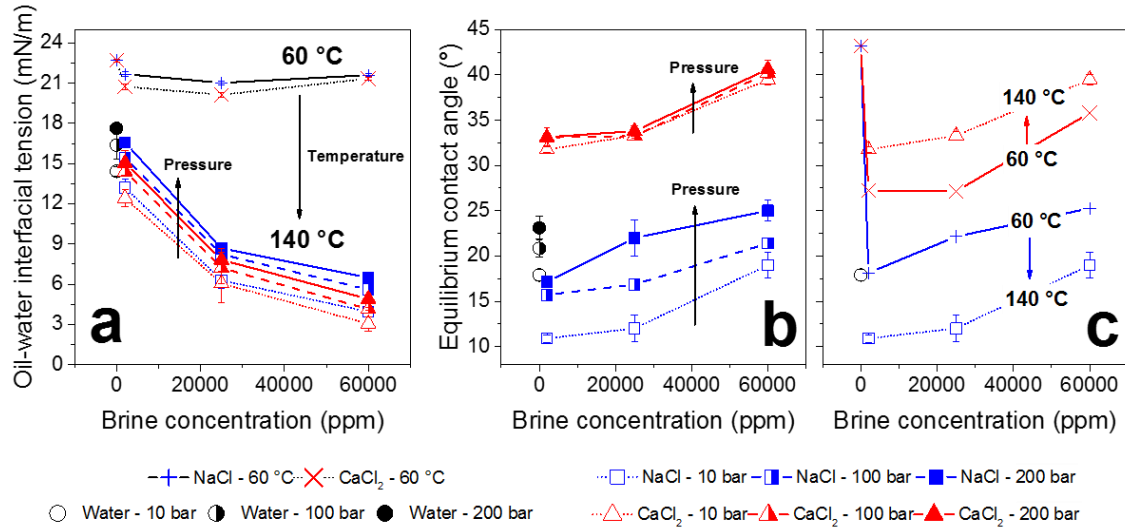 Oil-water interfacial tension (mN/m)
24
21
18
15
12
9
6
3
0
60 °C
Temperature
140 °C
Pressure
a
0
20000
40000
60000
Brine concentration (ppm)
Equilibrium contact angle (°)
45
40
35
30
25
20
15
10
Pressure
Pressure
b
0
20000
40000
60000
Brine concentration (ppm)
140 °C
60 °C
60 °C
140 °C
c
0
20000
40000
60000
Brine concentration (ppm)
NaCl - 60 °C
CaCl₂ - 60 °C
Water - 10 bar
Water - 100 bar
Water - 200 bar
NaCl - 10 bar
NaCl - 100 bar
NaCl - 200 bar
CaCl₂ - 10 bar
CaCl₂ - 100 bar
CaCl₂ - 200 bar